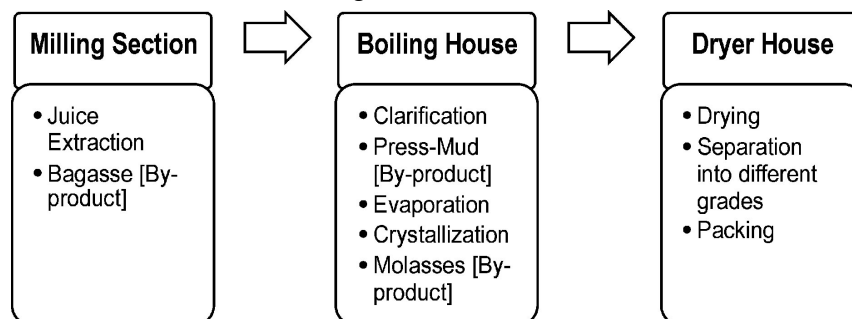 Milling Section
• Juice
Extraction
• Bagasse [By-
product]
Boiling House
• Clarification
• Press-Mud
[By-product]
• Evaporation
• Crystallization
• Molasses [By-
product]
Dryer House
• Drying
• Separation
into different
grades
• Packing